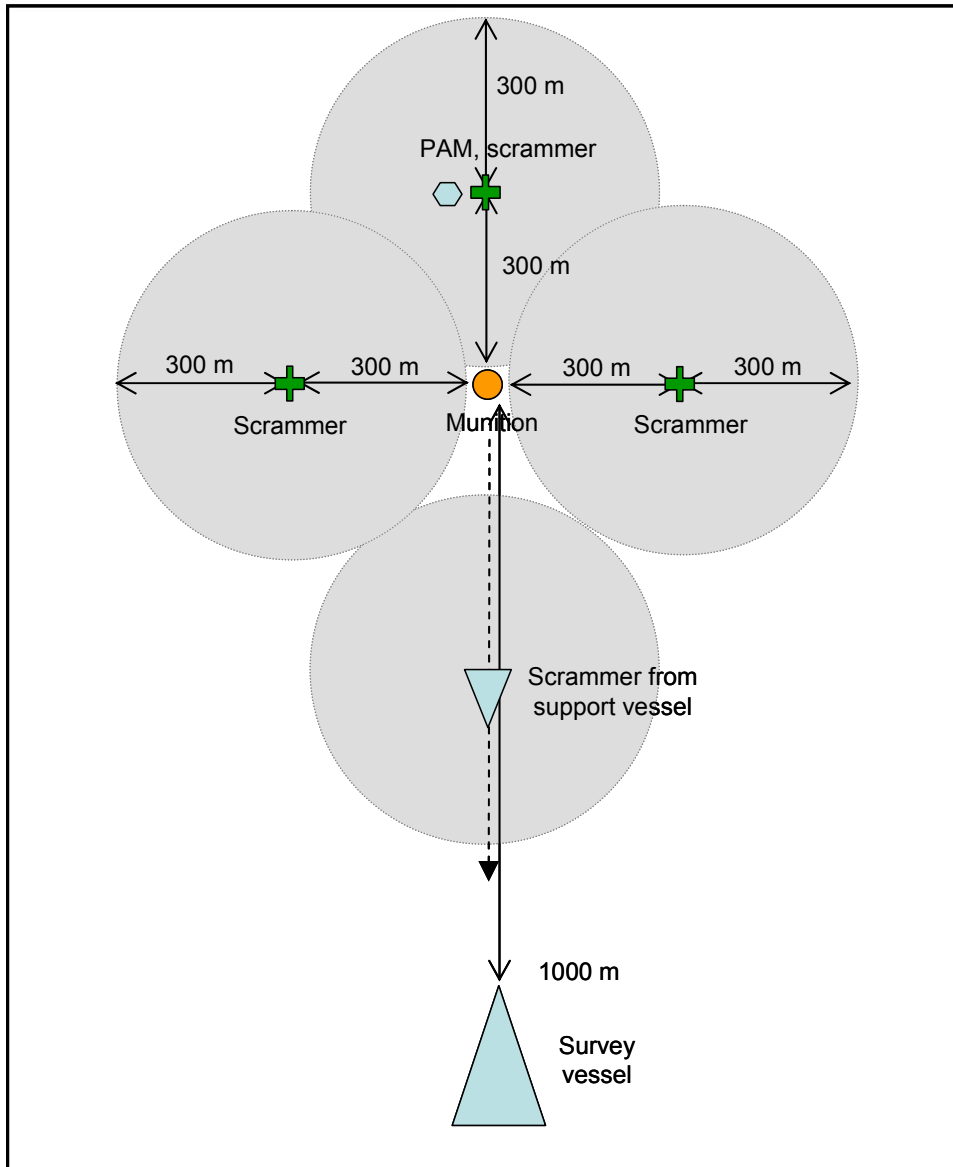 300 m
PAM, scrammer
300 m
300 m
300 m
300 m
300 m
Scrammer
Munition
Scrammer
Scrammer from
support vessel
1000 m
Survey
vessel